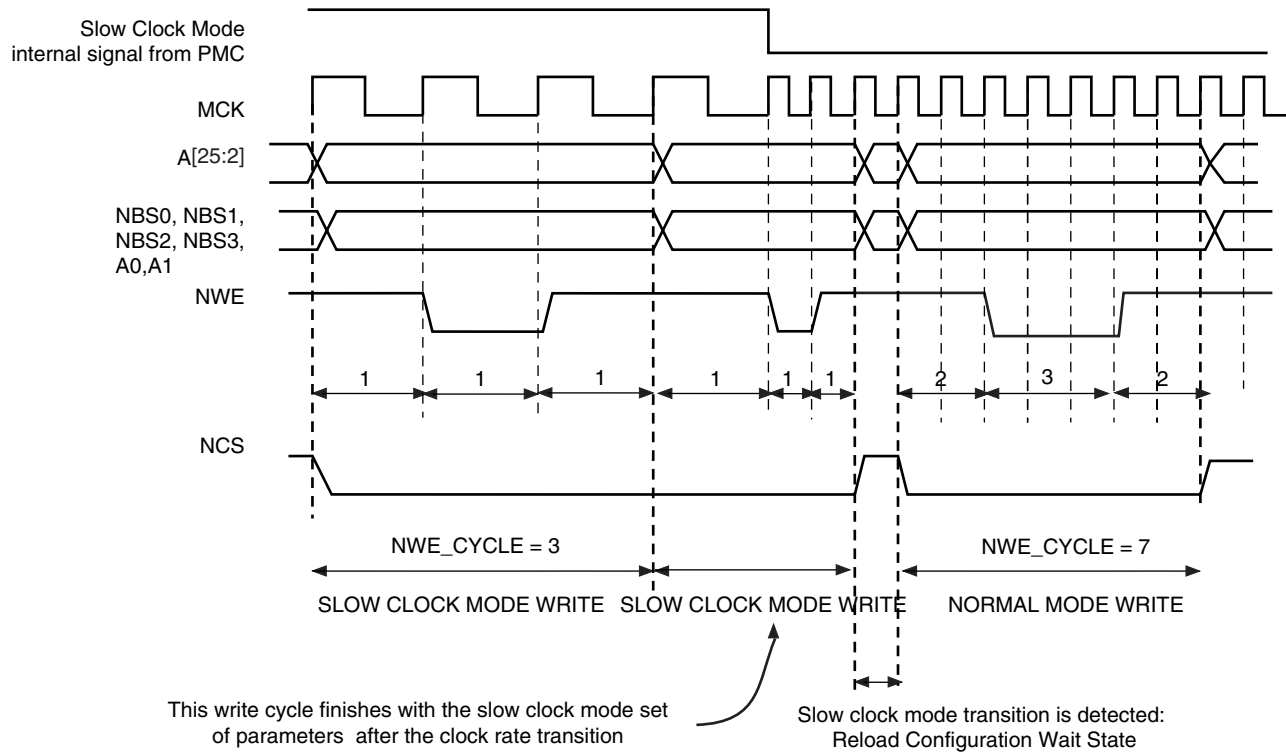 Slow Clock Mode
internal signal from PMC
MCK
A[25:2]
NBS0, NBS1,
NBS2, NBS3,
A0,A1
NWE
1 1 1 1 1 1 2 3 2
NCS
NWE_CYCLE = 3 NWE_CYCLE = 7
SLOW CLOCK MODE WRITE SLOW CLOCK MODE WRITE NORMAL MODE WRITE
This write cycle finishes with the slow clock mode set
of parameters after the clock rate transition
Slow clock mode transition is detected:
Reload Configuration Wait State